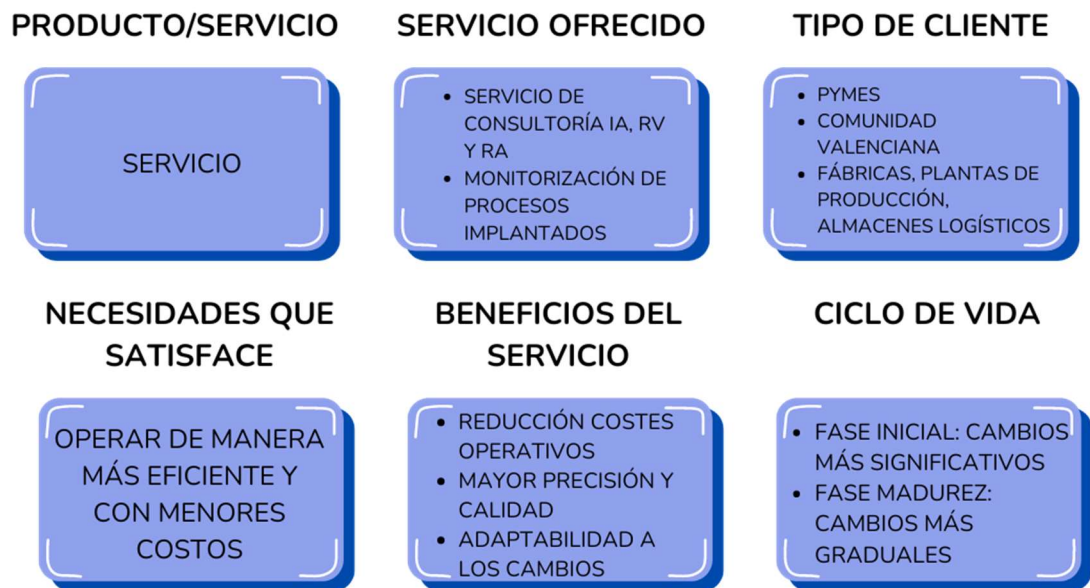 PRODUCTO/SERVICIO
SERVICIO
SERVICIO OFRECIDO
• SERVICIO DE
CONSULTORÍA IA, RV
Y RA
• MONITORIZACIÓN DE
PROCESOS
IMPLANTADOS
TIPO DE CLIENTE
• PYMES
• COMUNIDAD
VALENCIANA
• FÁBRICAS, PLANTAS DE
PRODUCCIÓN,
ALMACENES LOGÍSTICOS
NECESIDADES QUE
SATISFACE
OPERAR DE MANERA
MÁS EFICIENTE Y
CON MENORES
COSTOS
BENEFICIOS DEL
SERVICIO
• REDUCCIÓN COSTES
OPERATIVOS
• MAYOR PRECISIÓN Y
CALIDAD
• ADAPTABILIDAD A
LOS CAMBIOS
CICLO DE VIDA
• FASE INICIAL: CAMBIOS
MÁS SIGNIFICATIVOS
• FASE MADUREZ:
CAMBIOS MÁS
GRADUALES